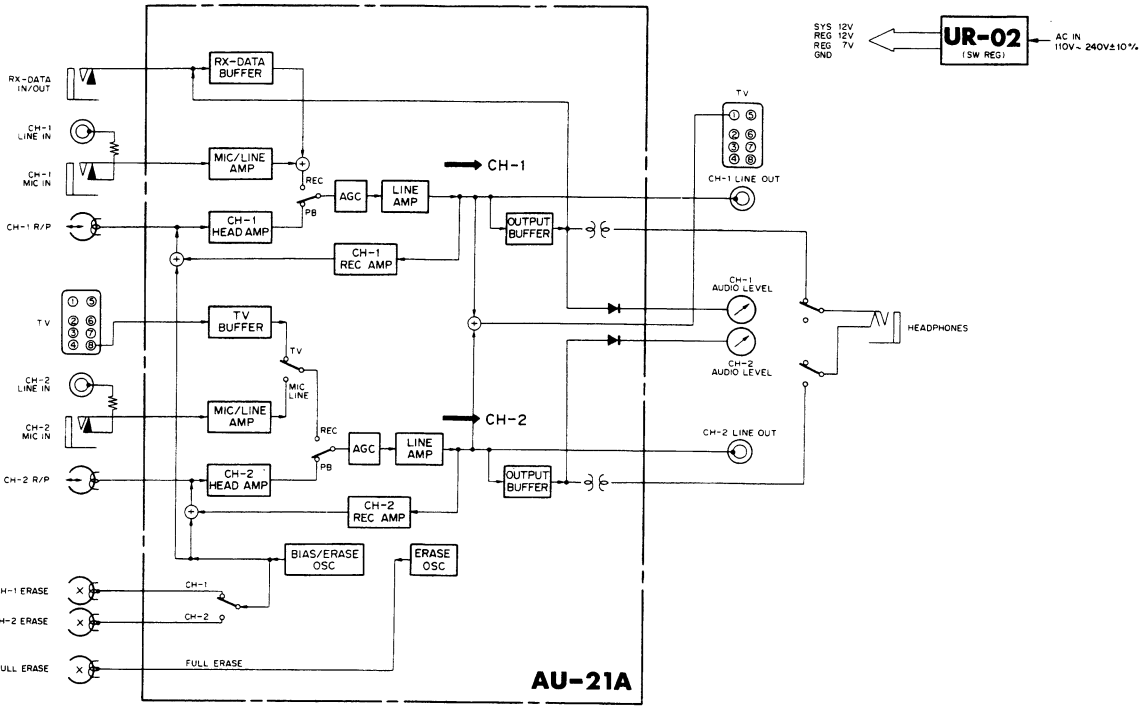 SYS 12V
REG 12V
REG 7V
GND
UR-02
(SW REG)
AC IN
110V~ 240V±10%
RX-DATA
IN/OUT
RX-DATA
BUFFER
TV
① ⑤
② ⑥
③ ⑦
④ ⑧
CH-1
LINE IN
CH-1
MIC IN
MIC/LINE
AMP
+
REC
PB
AGC
LINE
AMP
CH-1
CH-1 LINE OUT
CH-1 R/P
CH-1
HEAD AMP
OUTPUT
BUFFER
+
CH-1
REC AMP
CH-1
AUDIO LEVEL
TV
① ⑤
② ⑥
③ ⑦
④ ⑧
TV
BUFFER
TV
MIC
LINE
+
CH-2
AUDIO LEVEL
HEADPHONES
CH-2
LINE IN
CH-2
MIC IN
MIC/LINE
AMP
REC
PB
AGC
LINE
AMP
CH-2
CH-2 LINE OUT
CH-2 R/P
CH-2
HEAD AMP
OUTPUT
BUFFER
+
CH-2
REC AMP
BIAS/ERASE
OSC
ERASE
OSC
H-1 ERASE
CH-1
H-2 ERASE
CH-2
ULL ERASE
FULL ERASE
AU-21A